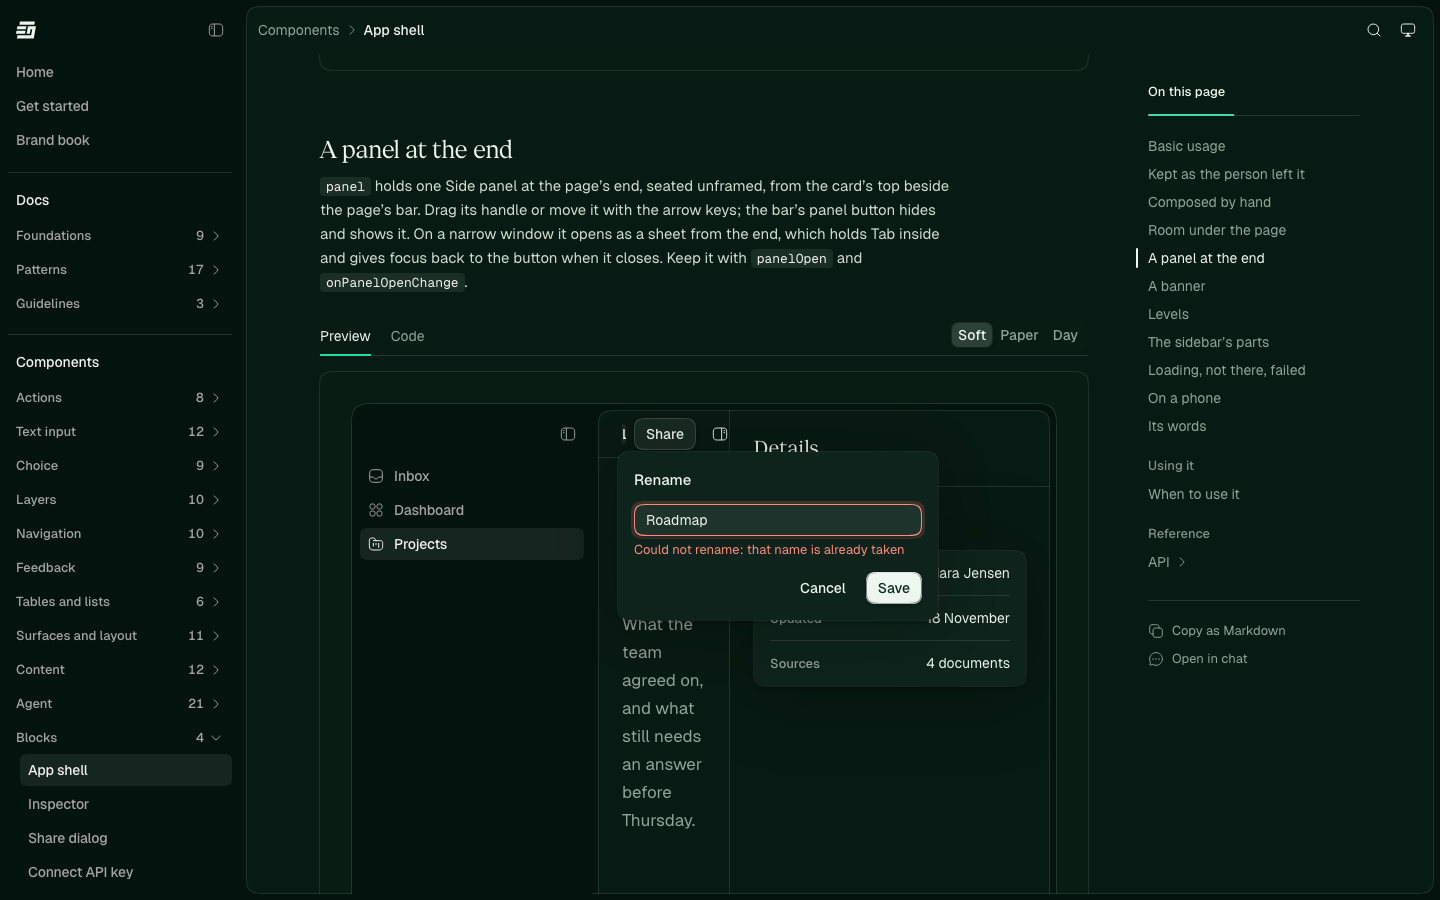 Components
App shell
Home
Get started
Brand book
Docs
Foundations 9
Patterns 17
Guidelines 3
Components
Actions 8
Text input 12
Choice 9
Layers 10
Navigation 10
Feedback 9
Tables and lists 6
Surfaces and layout 11
Content 12
Agent 21
Blocks 4
App shell
Inspector
Share dialog
Connect API key
A panel at the end
panel holds one Side panel at the page’s end, seated unframed, from the card’s top beside
the page’s bar. Drag its handle or move it with the arrow keys; the bar’s panel button hides
and shows it. On a narrow window it opens as a sheet from the end, which holds Tab inside
and gives focus back to the button when it closes. Keep it with panelOpen and
onPanelOpenChange.
Preview
Code
Soft
Paper
Day
Inbox
Dashboard
Projects
Share
Details
Rename
Roadmap
Could not rename: that name is already taken
Cancel
Save
Jensen
Updated
18 November
Sources
4 documents
What the
team
agreed on,
and what
still needs
an answer
before
Thursday.
On this page
Basic usage
Kept as the person left it
Composed by hand
Room under the page
A panel at the end
A banner
Levels
The sidebar’s parts
Loading, not there, failed
On a phone
Its words
Using it
When to use it
Reference
API
Copy as Markdown
Open in chat